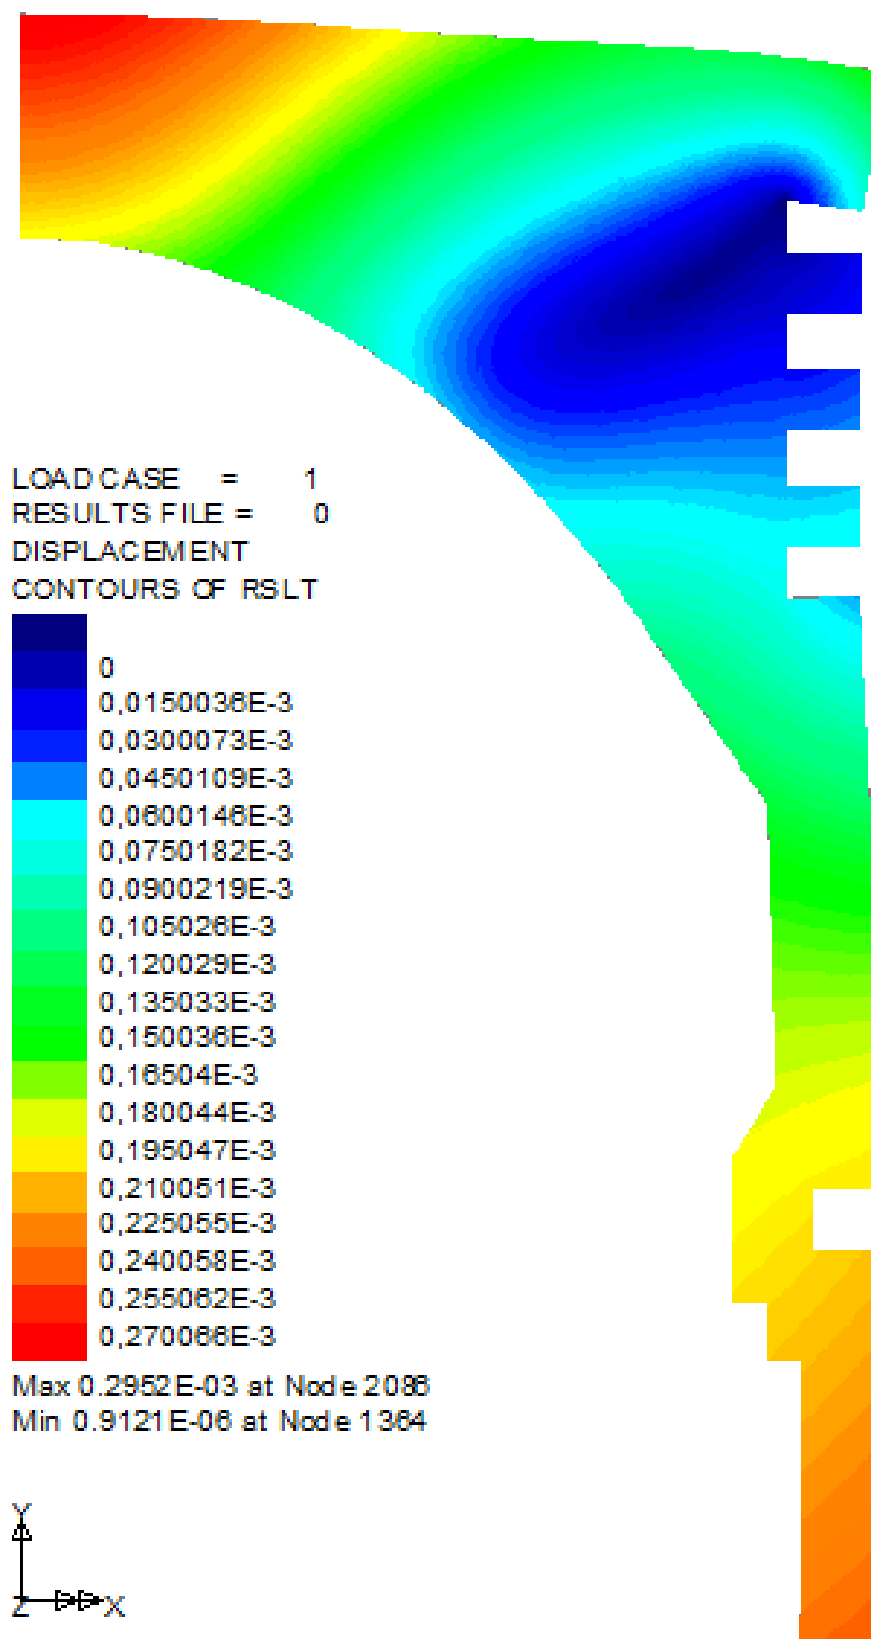 LOAD CASE = 1
RESULTS FILE = 0
DISPLACEMENT
CONTOURS OF RSLT
0
0,0150036E-3
0,0300073E-3
0,0450109E-3
0,0600146E-3
0,0750182E-3
0,0900219E-3
0,105026E-3
0,120029E-3
0,135033E-3
0,150036E-3
0,16504E-3
0,180044E-3
0,195047E-3
0,210051E-3
0,225055E-3
0,240058E-3
0,255062E-3
0,270066E-3
Max 0.2952E-03 at Node 2086
Min 0.9121E-06 at Node 1364
Y
Z X